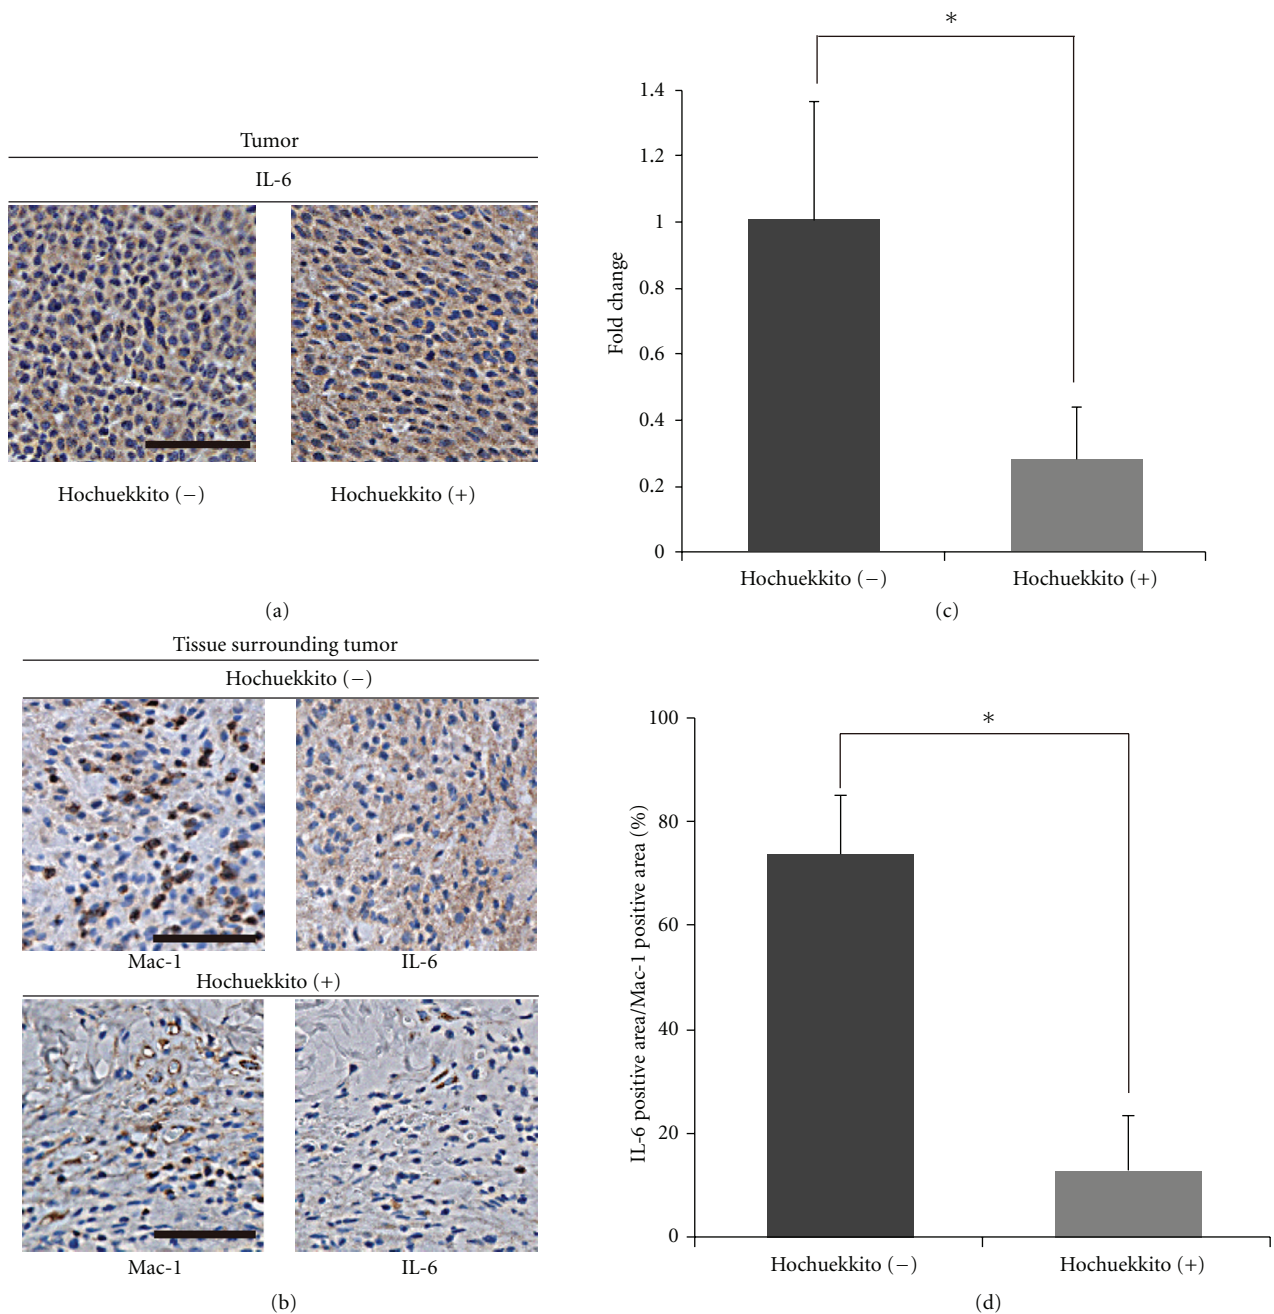 Tumor
IL-6
Hochuekkito (−)
Hochuekkito (+)
(a)
Tissue surrounding tumor
Hochuekkito (−)
Mac-1
IL-6
Hochuekkito (+)
Mac-1
IL-6
(b)
*
1.4
1.2
1
0.8
0.6
0.4
0.2
0
Fold change
Hochuekkito (−)
Hochuekkito (+)
(c)
*
100
80
60
40
20
0
IL-6 positive area/Mac-1 positive area (%)
Hochuekkito (−)
Hochuekkito (+)
(d)